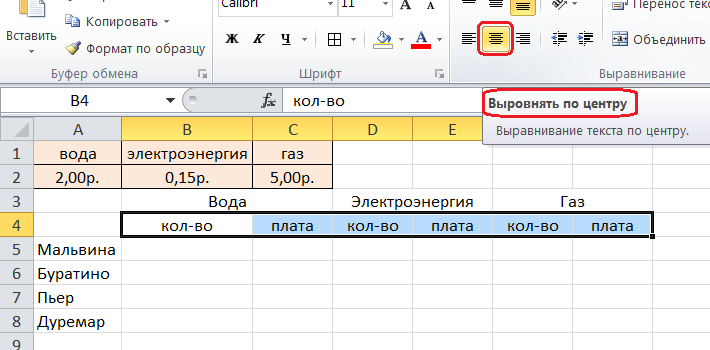 Calibri 11
Вставить
Копировать
Формат по образцу
Буфер обмена
Ж К Ч А
Шрифт
Перенос текс
Объединить
Выравнивание
B4 fx кол-во
Выровнять по центру
Выравнивание текста по центру.
A B C D E
1 вода электроэнергия газ
2 2,00р. 0,15р. 5,00р.
3 Вода Электроэнергия Газ
4 кол-во плата кол-во плата кол-во плата
5 Мальвина
6 Буратино
7 Пьер
8 Дуремар
9